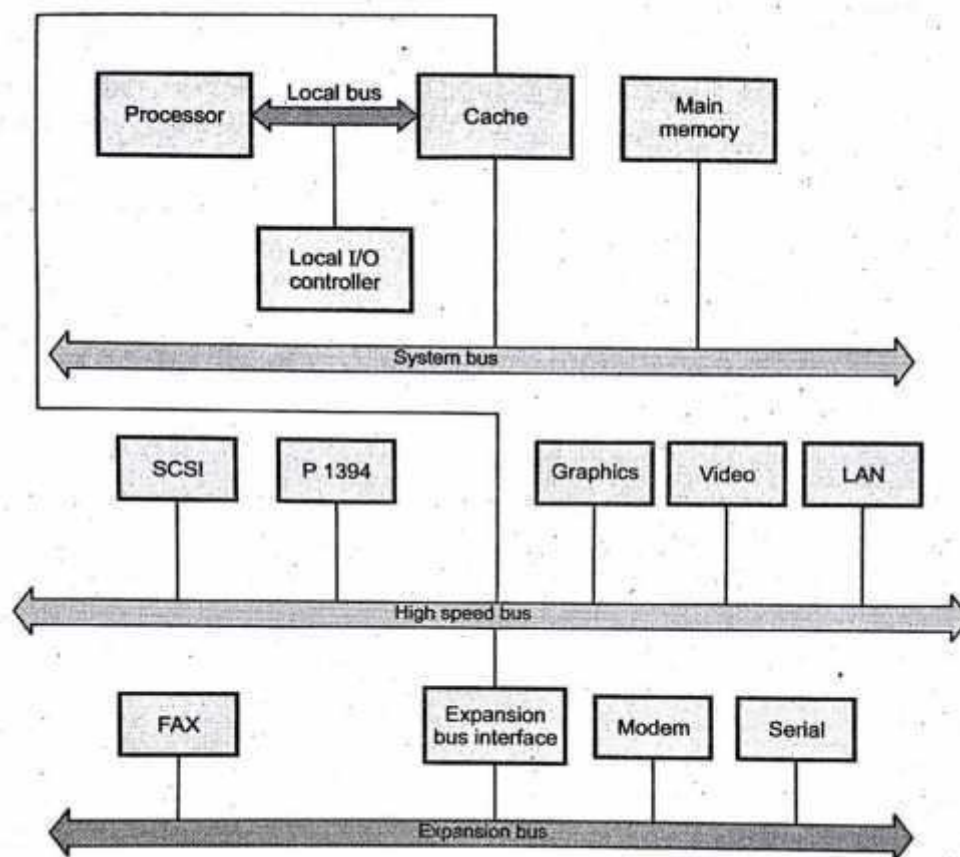 Local bus
Processor
Cache
Main
memory
Local I/O
controller
System bus
SCSI
P 1394
Graphics
Video
LAN
High speed bus
FAX
Expansion
bus interface
Modem
Serial
Expansion bus